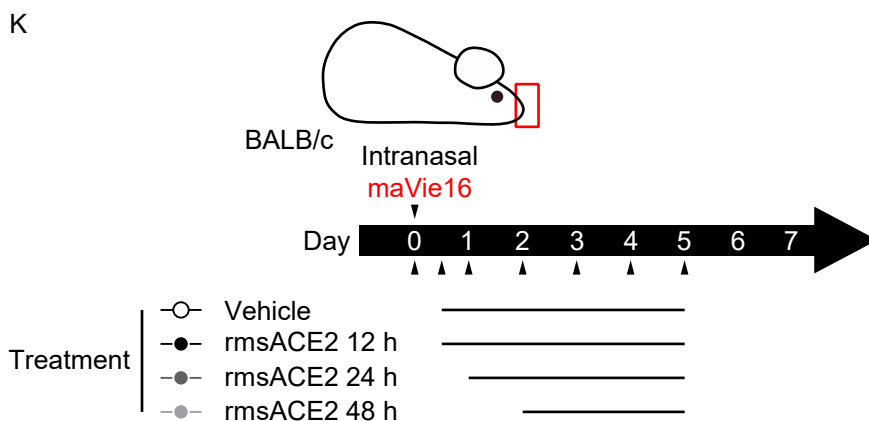 K
BALB/c
Intranasal
maVie16
Day 0 1 2 3 4 5 6 7
Treatment
Vehicle
rmsACE2 12 h
rmsACE2 24 h
rmsACE2 48 h